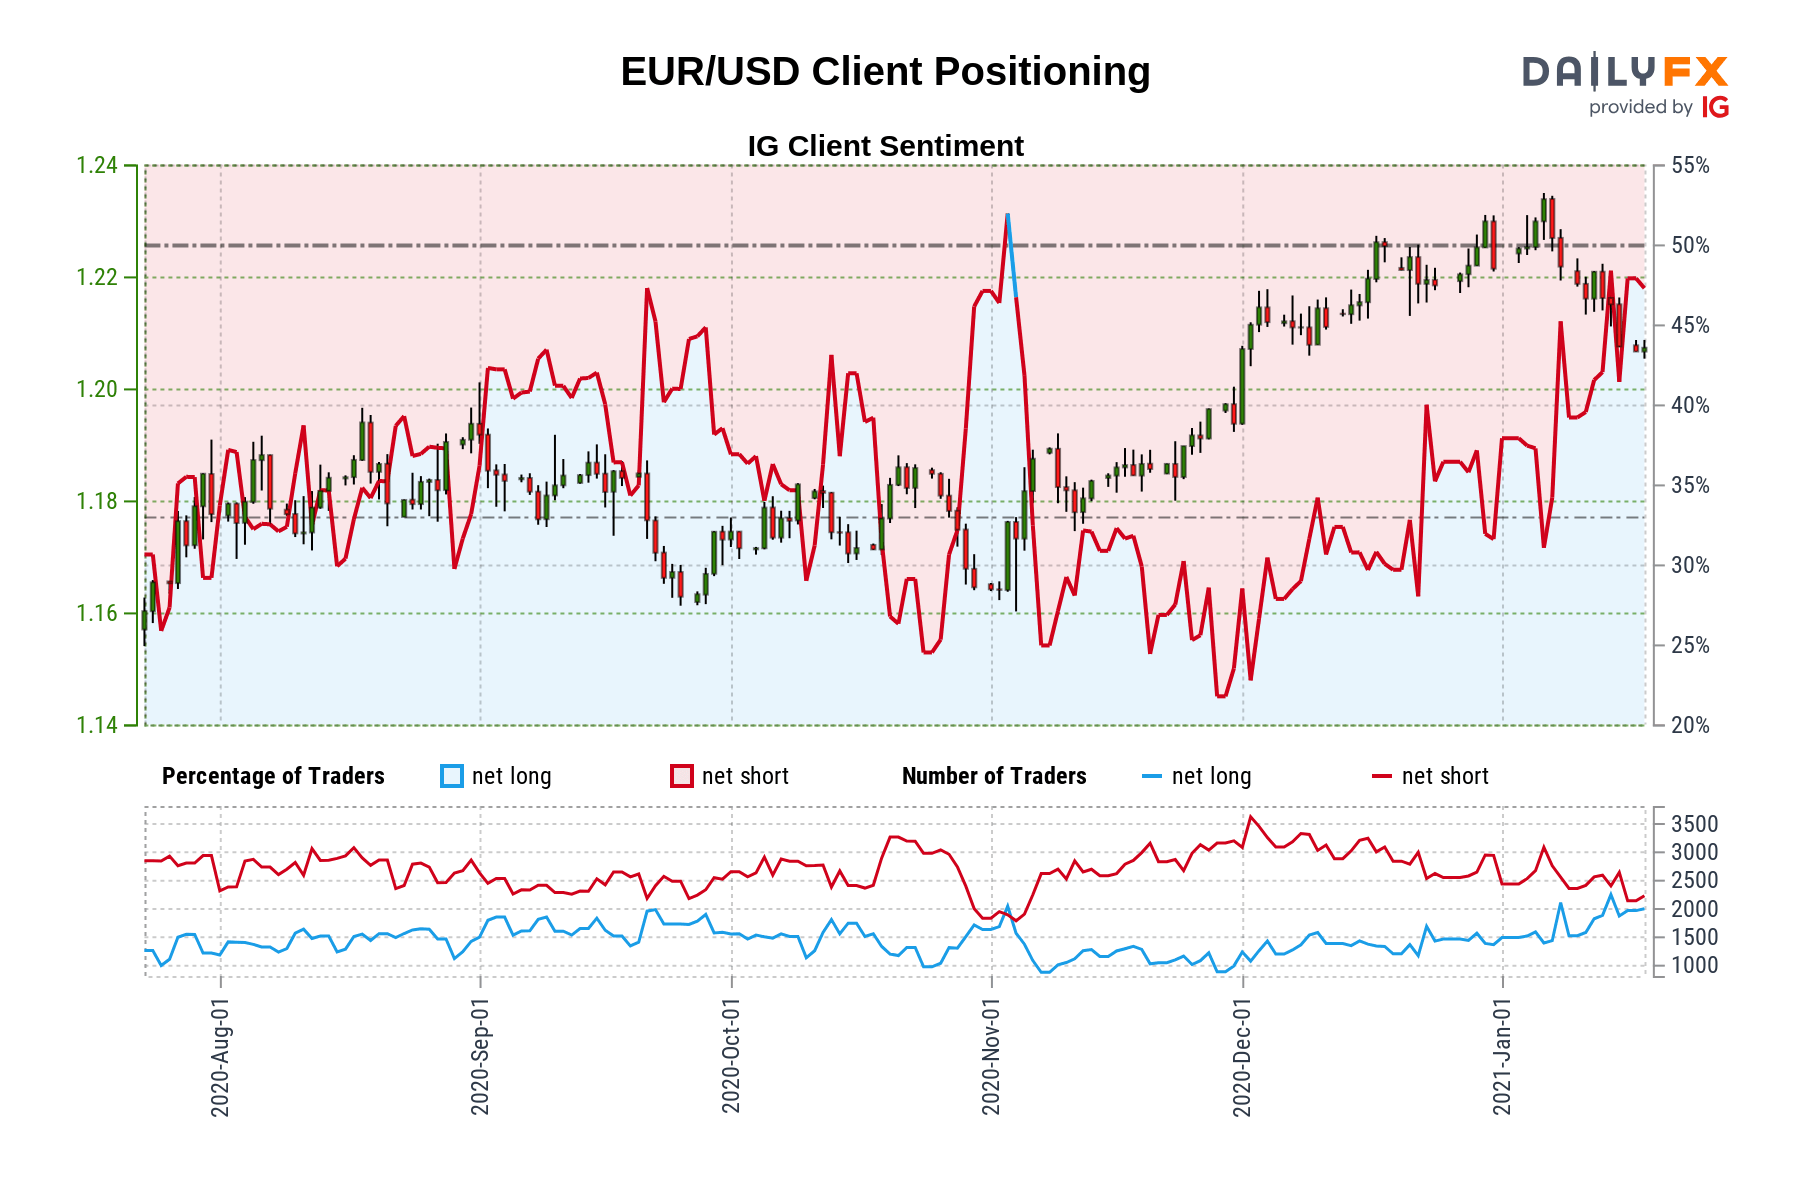 EUR/USD Client Positioning
DAILYFX
provided by IG
IG Client Sentiment
1.24
1.22
1.20
1.18
1.16
1.14
55%
50%
45%
40%
35%
30%
25%
20%
Percentage of Traders net long net short Number of Traders net long net short
3500
3000
2500
2000
1500
1000
2020-Aug-01
2020-Sep-01
2020-Oct-01
2020-Nov-01
2020-Dec-01
2021-Jan-01